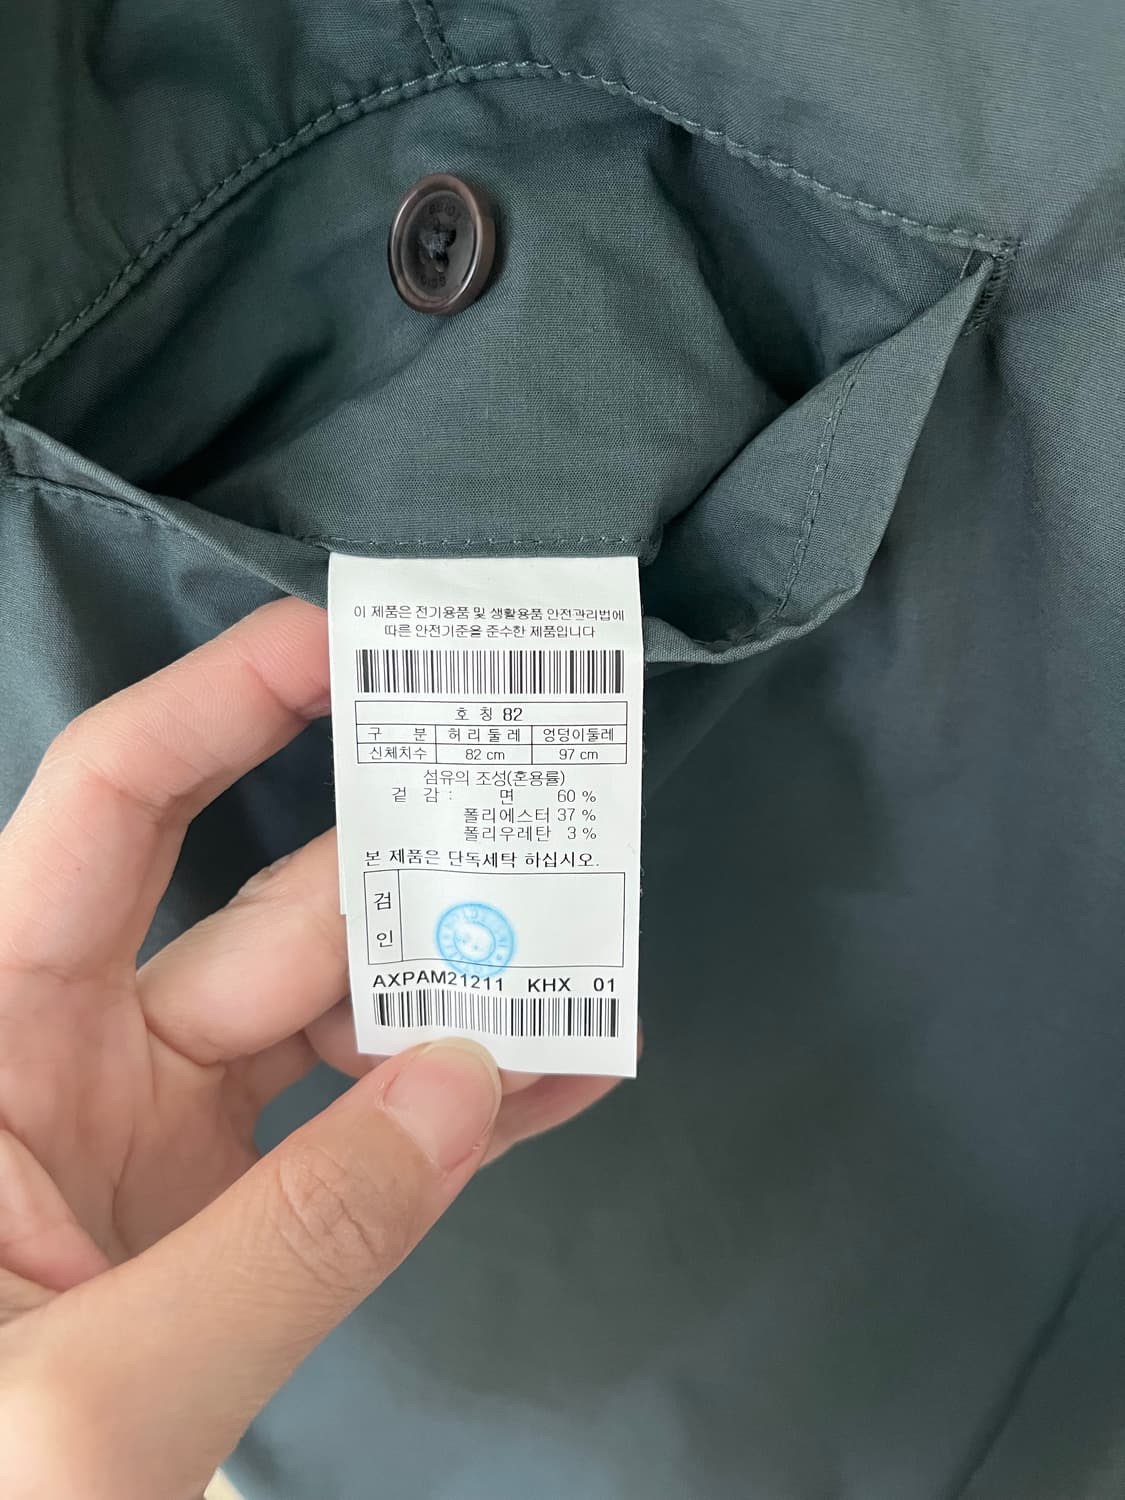 이 제품은 전기용품 및 생활용품 안전관리법에
따른 안전기준을 준수한 제품입니다
호 칭 82
구 분 허 리 둘 레 엉덩이둘레
신체치수 82 cm 97 cm
섬유의 조성(혼용률)
겉 감 : 면 60 %
폴리에스터 37 %
폴리우레탄 3 %
본 제품은 단독세탁 하십시오.
검
인
AXPAM21211 KHX 01